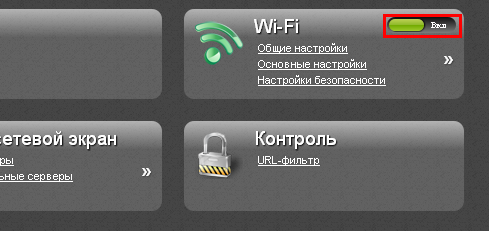 Wi-Fi
Вкл
Общие настройки
Основные настройки
Настройки безопасности
»
сетевой экран
еры
ьные серверы
»
Контроль
URL-фильтр